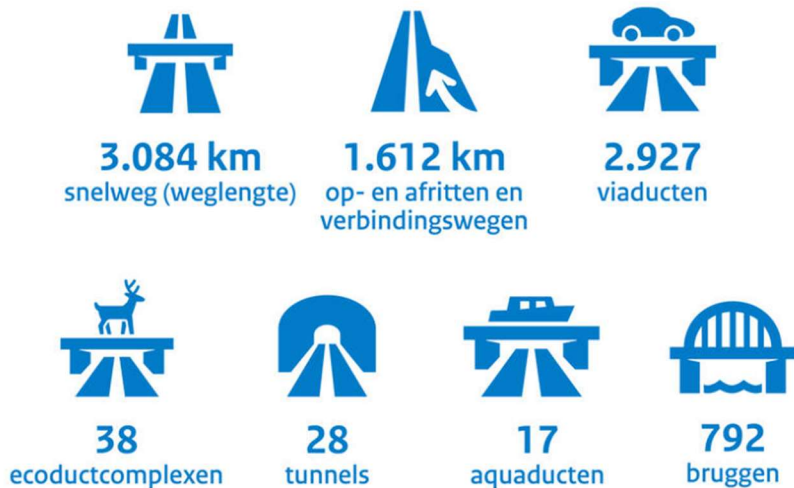 3.084 km
snelweg (weglengte)
1.612 km
op- en afritten en
verbindingswegen
2.927
viaducten
38
ecoductcomplexen
28
tunnels
17
aquaducten
792
bruggen